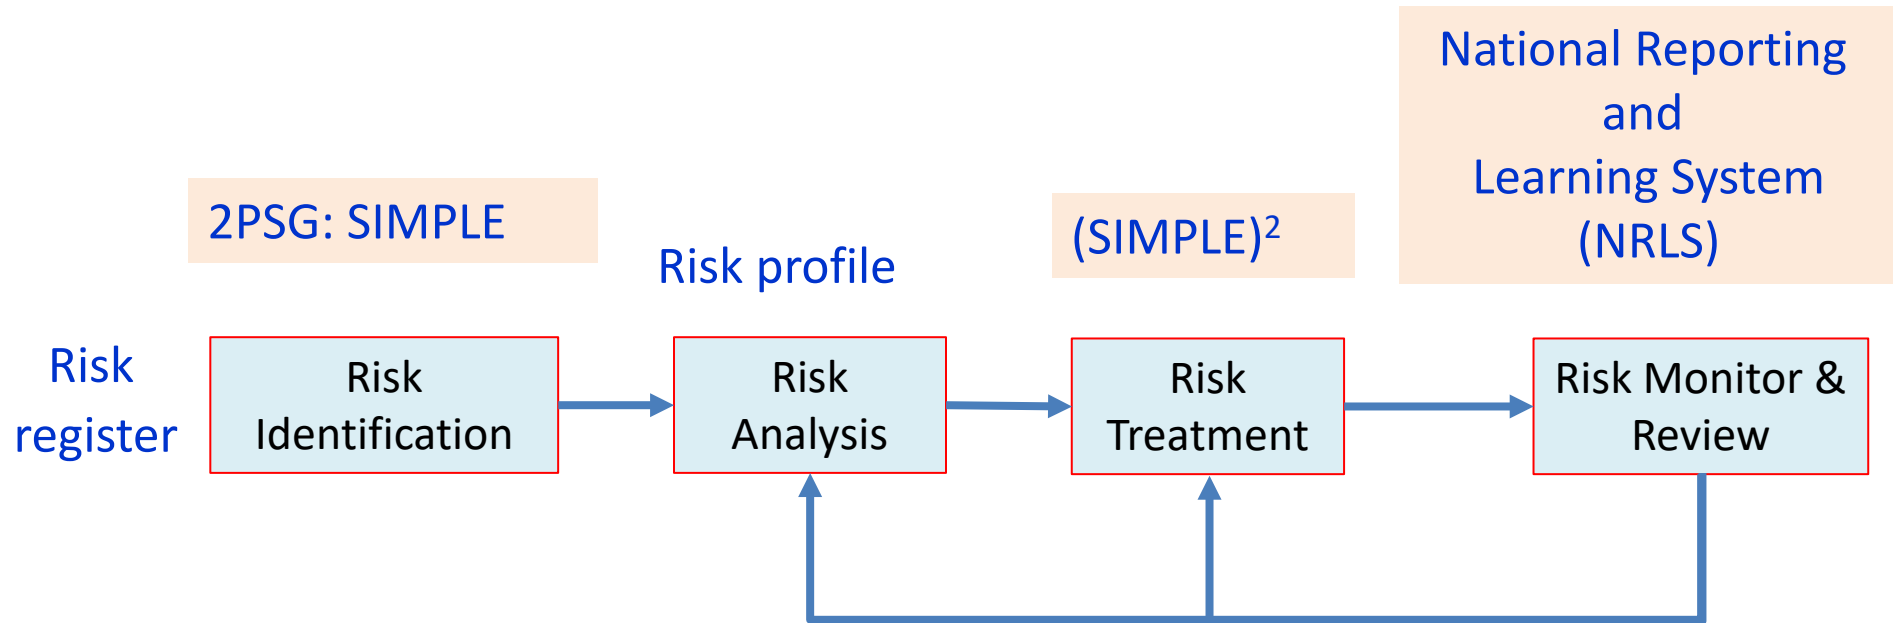 National Reporting
and
Learning System
(NRLS)
2PSG: SIMPLE
(SIMPLE)²
Risk profile
Risk
register
Risk
Identification
Risk
Analysis
Risk
Treatment
Risk Monitor &
Review